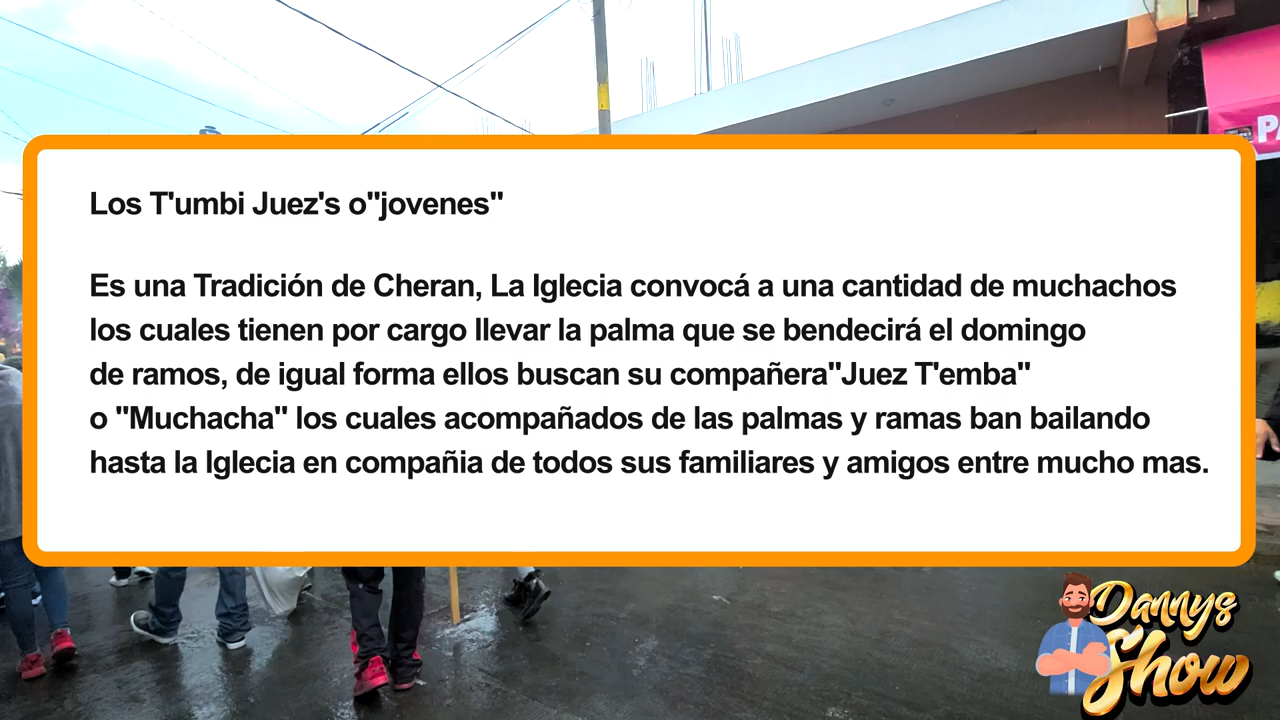 Los T'umbi Juez's o"jovenes"
Es una Tradición de Cheran, La Iglecia convocá a una cantidad de muchachos
los cuales tienen por cargo llevar la palma que se bendecirá el domingo
de ramos, de igual forma ellos buscan su compañera"Juez T'emba"
o "Muchacha" los cuales acompañados de las palmas y ramas ban bailando
hasta la Iglecia en compañia de todos sus familiares y amigos entre mucho mas.
Dannys
Show